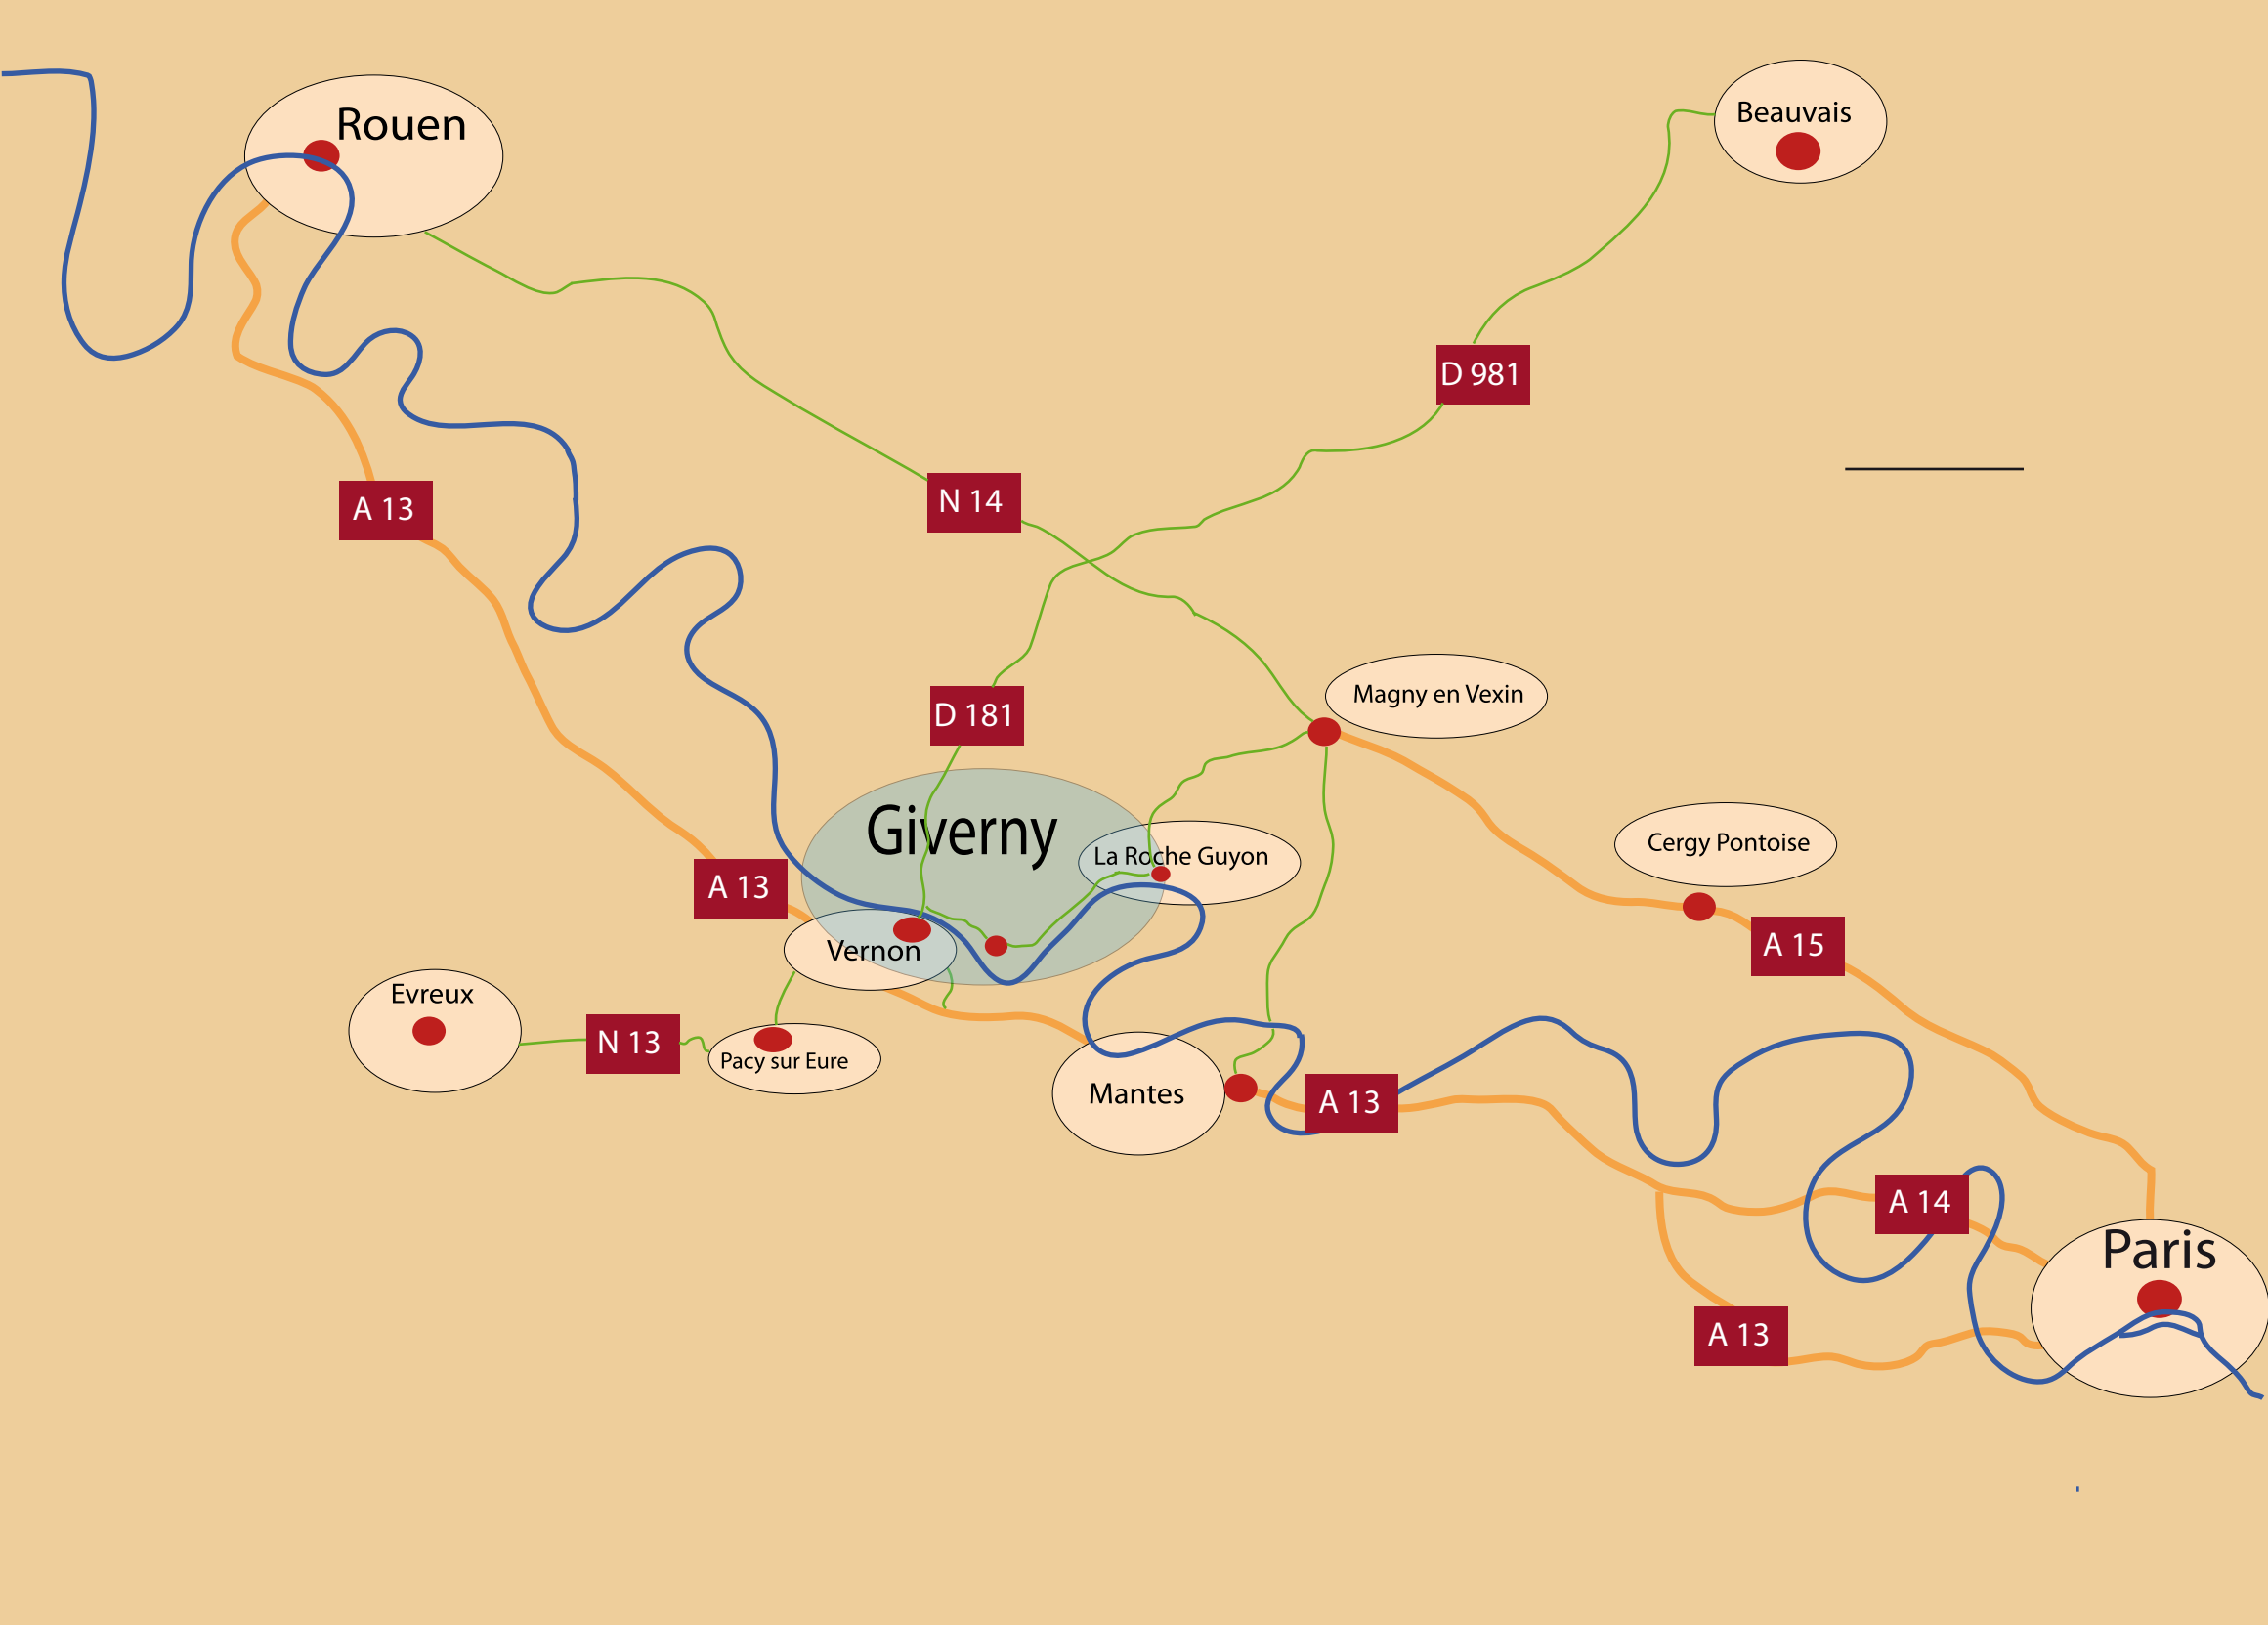 Rouen
Beauvais
D 981
A 13
N 14
Magny en Vexin
D 181
Giverny
La Roche Guyon
Cergy Pontoise
A 13
Vernon
A 15
Evreux
N 13
Pacy sur Eure
Mantes
A 13
A 14
Paris
A 13